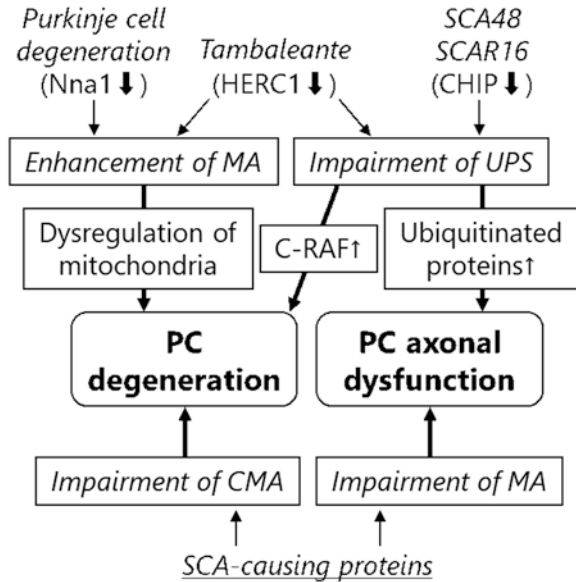 Purkinje cell
degeneration
(Nna1⬇)
Tambaleante
(HERC1⬇)
SCA48
SCAR16
(CHIP⬇)
Enhancement of MA
Impairment of UPS
Dysregulation of
mitochondria
C-RAF↑
Ubiquitinated
proteins↑
PC
degeneration
PC axonal
dysfunction
Impairment of CMA
Impairment of MA
SCA-causing proteins